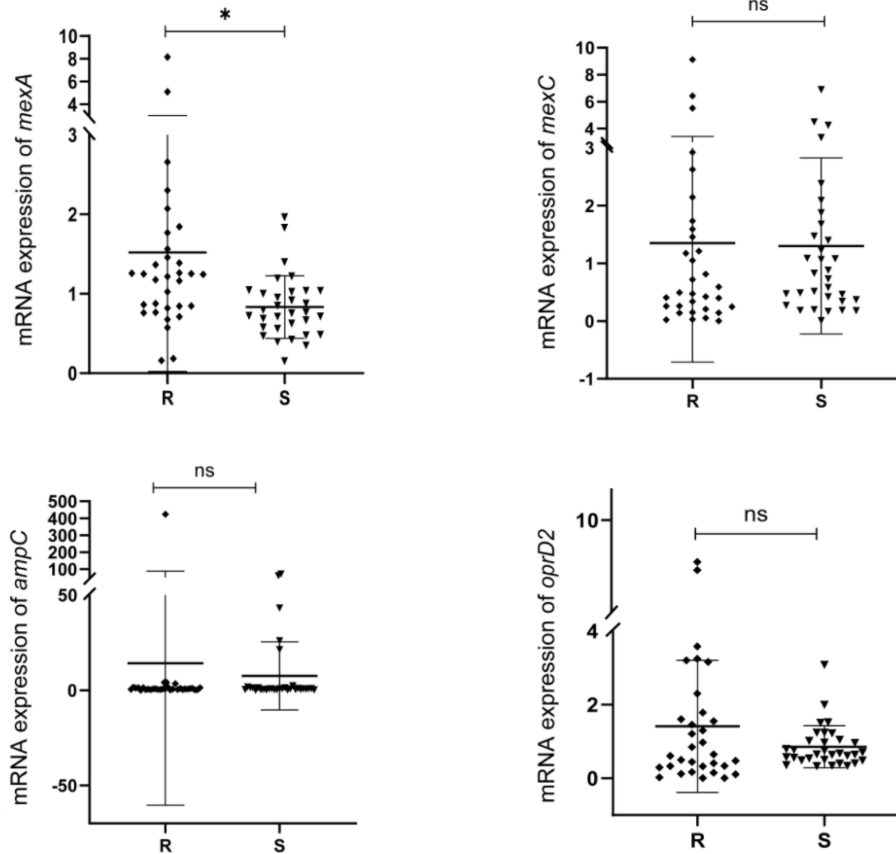 *
mRNA expression of mexA
10
8
6
4
3
2
1
0
R
S
ns
mRNA expression of mexC
10
8
6
4
3
2
1
0
-1
R
S
ns
mRNA expression of ampC
500
400
300
200
100
50
0
-50
R
S
ns
mRNA expression of oprD2
10
4
2
0
R
S